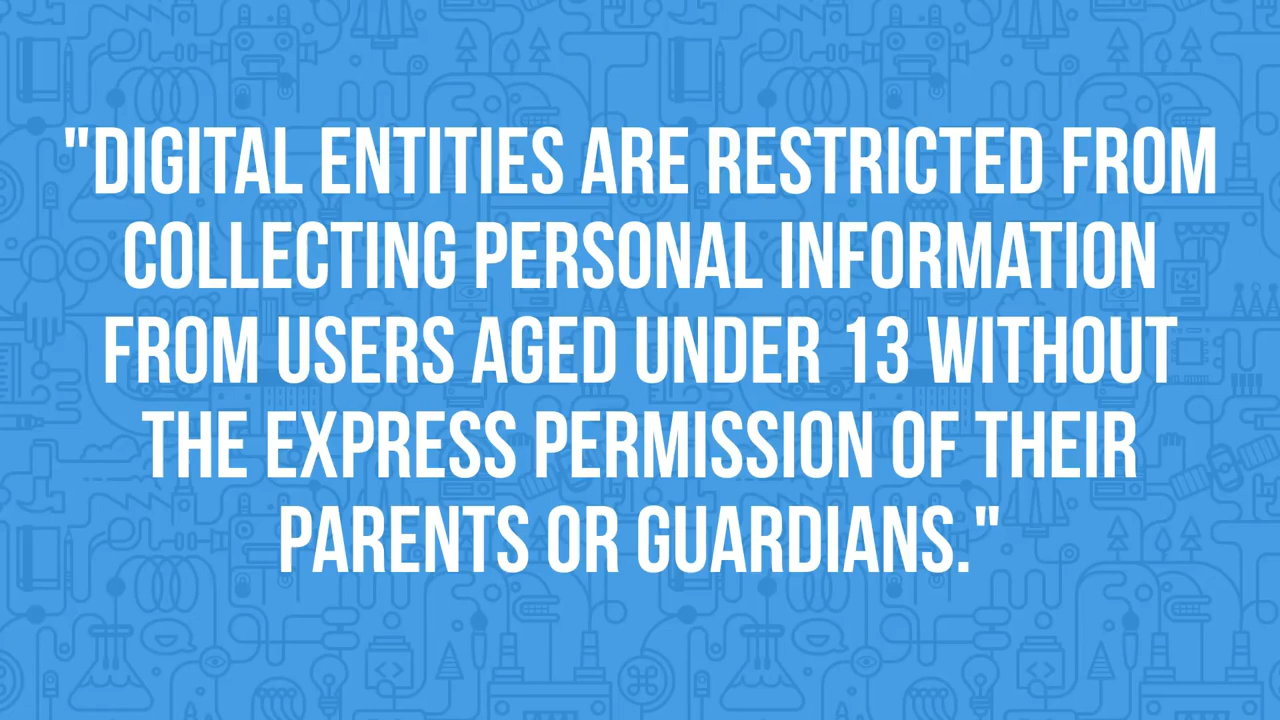 "DIGITAL ENTITIES ARE RESTRICTED FROM
COLLECTING PERSONAL INFORMATION
FROM USERS AGED UNDER 13 WITHOUT
THE EXPRESS PERMISSION OF THEIR
PARENTS OR GUARDIANS."